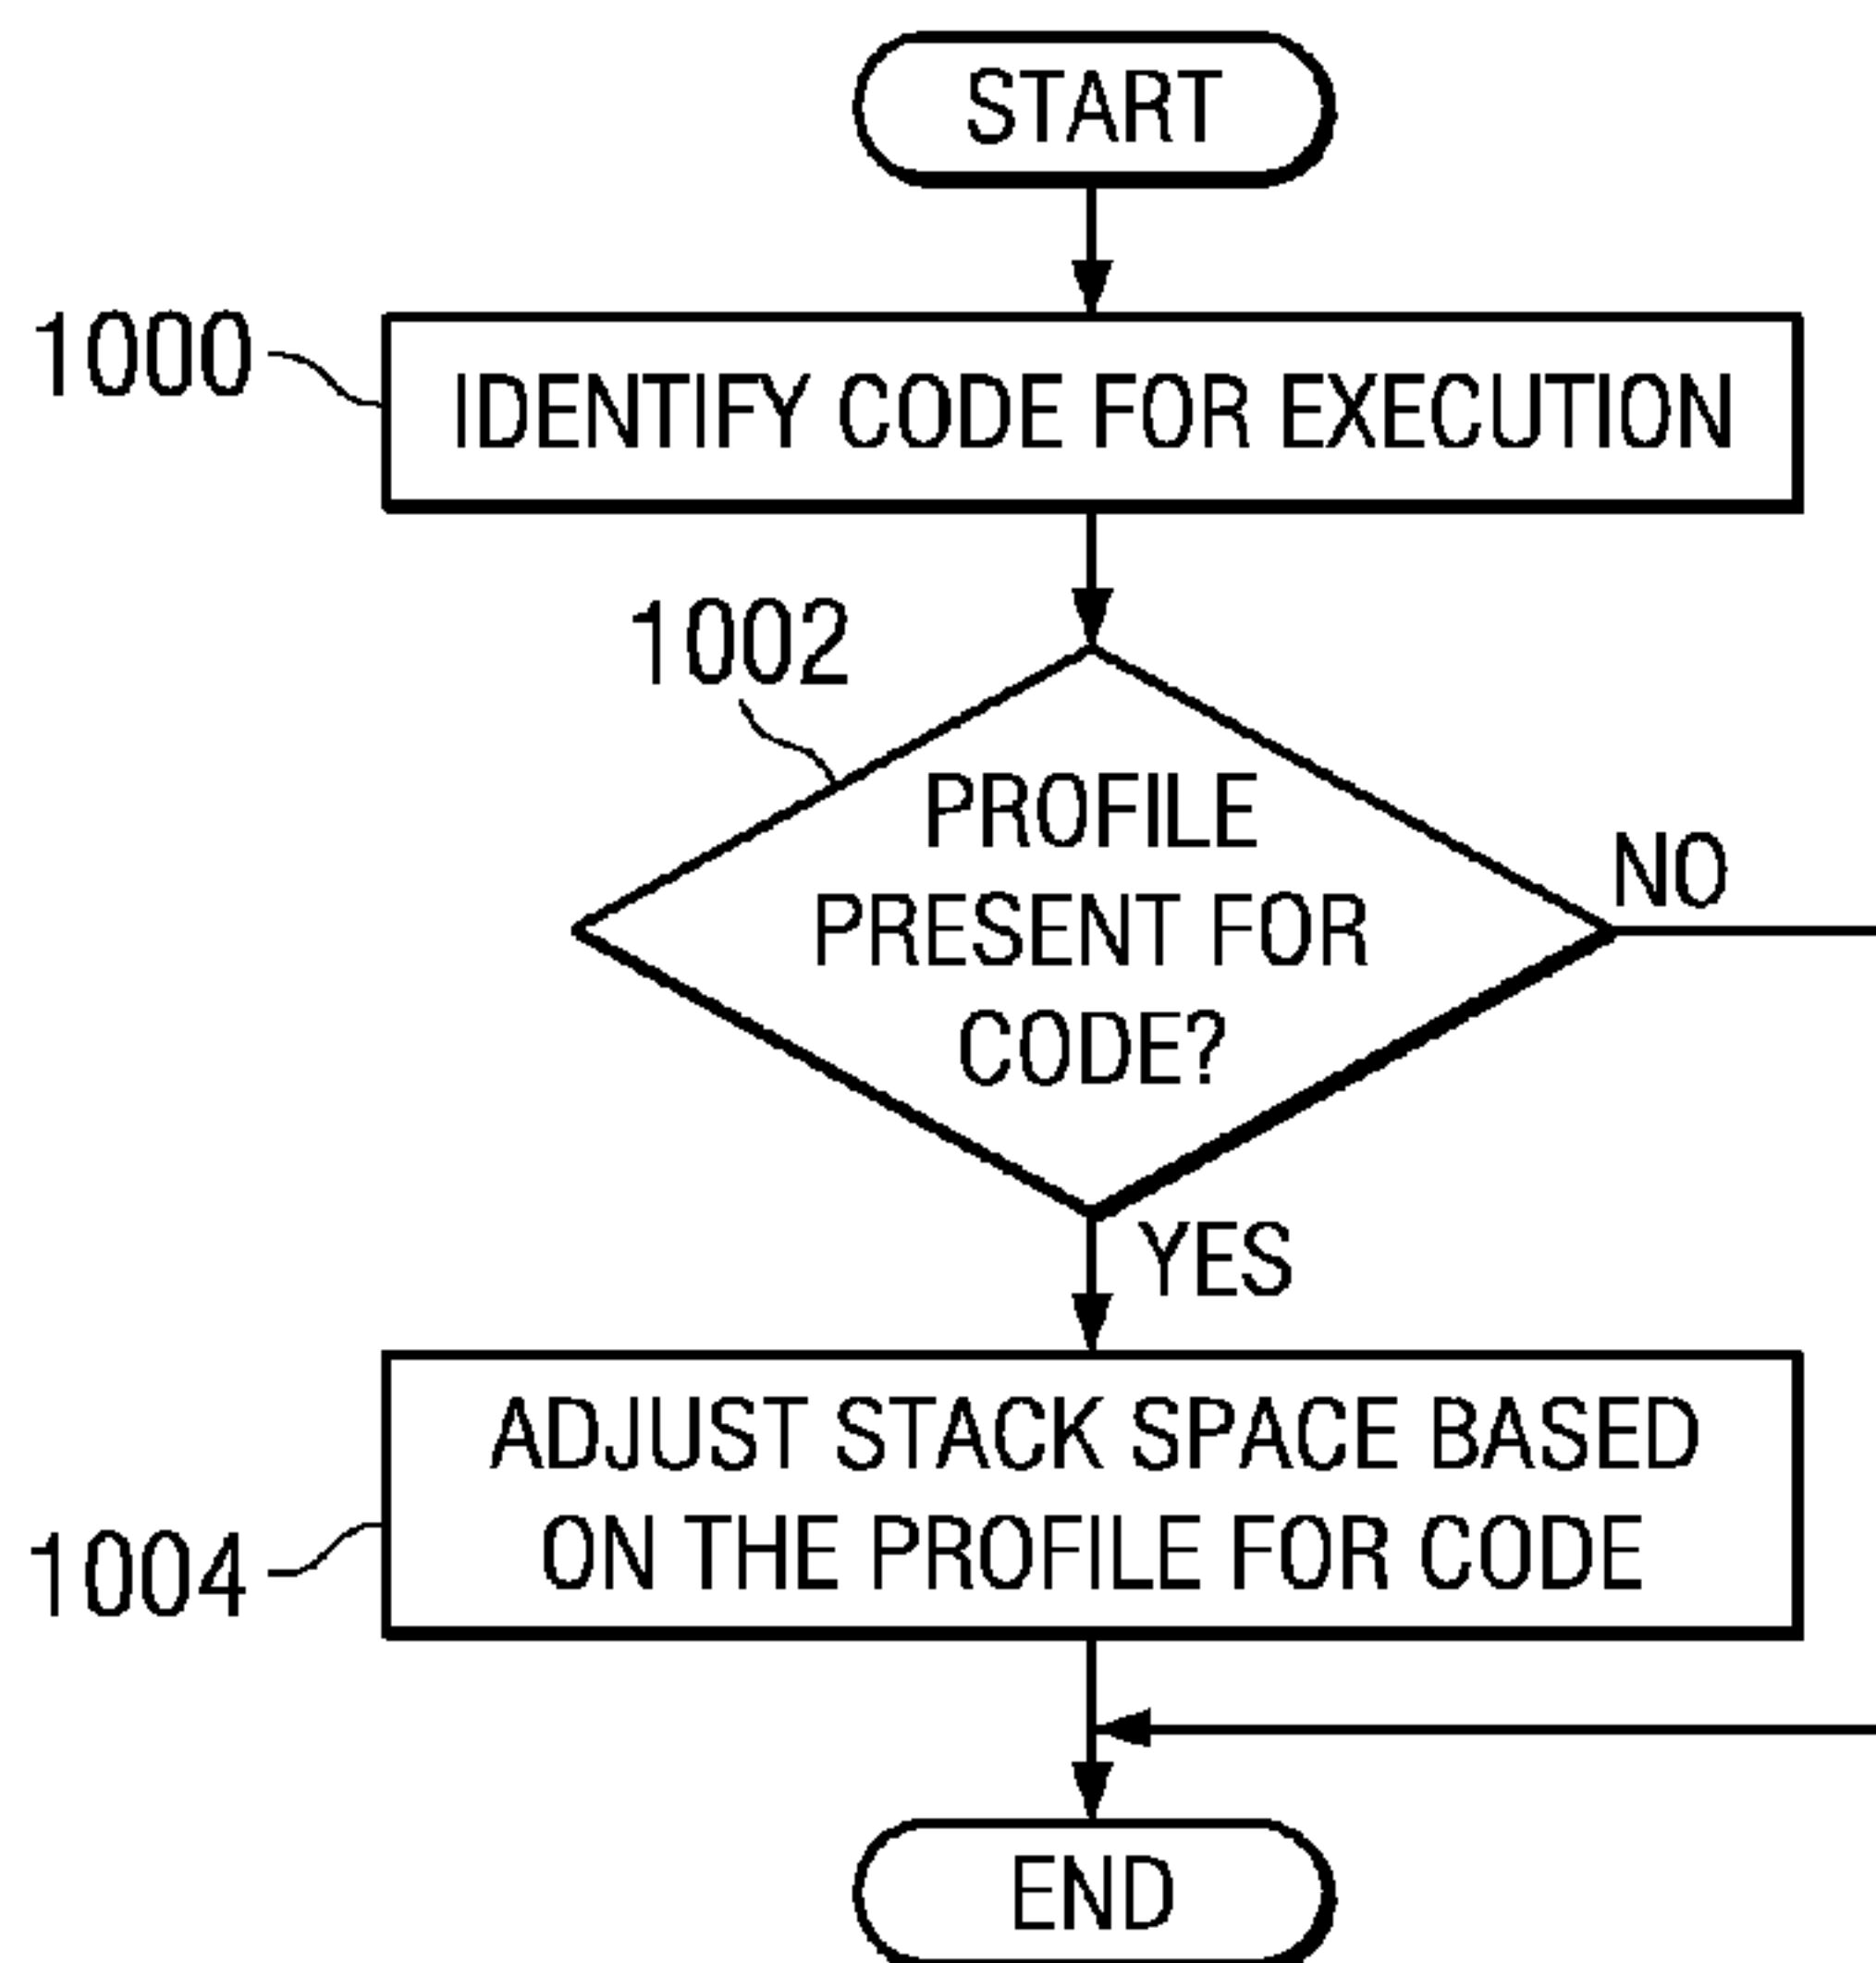 START
1000
IDENTIFY CODE FOR EXECUTION
1002
PROFILE
PRESENT FOR
CODE?
NO
YES
ADJUST STACK SPACE BASED
ON THE PROFILE FOR CODE
1004
END